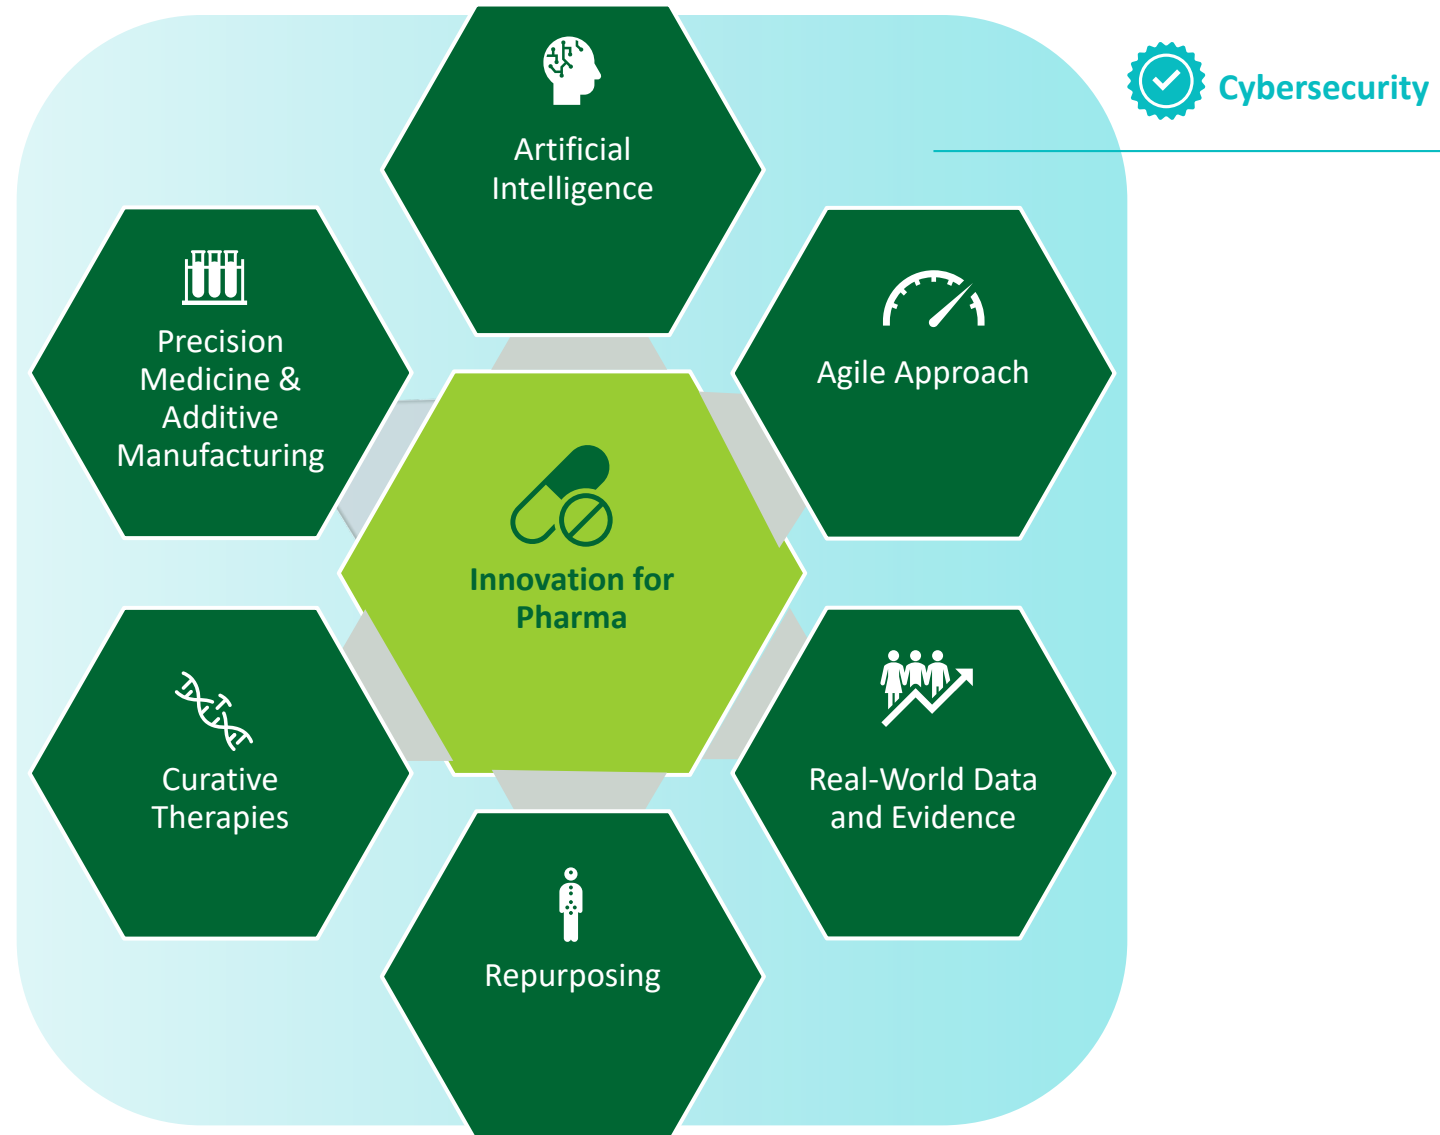 Artificial
Intelligence
Cybersecurity
Precision
Medicine &
Additive
Manufacturing
Agile Approach
Innovation for
Pharma
Curative
Therapies
Real-World Data
and Evidence
Repurposing